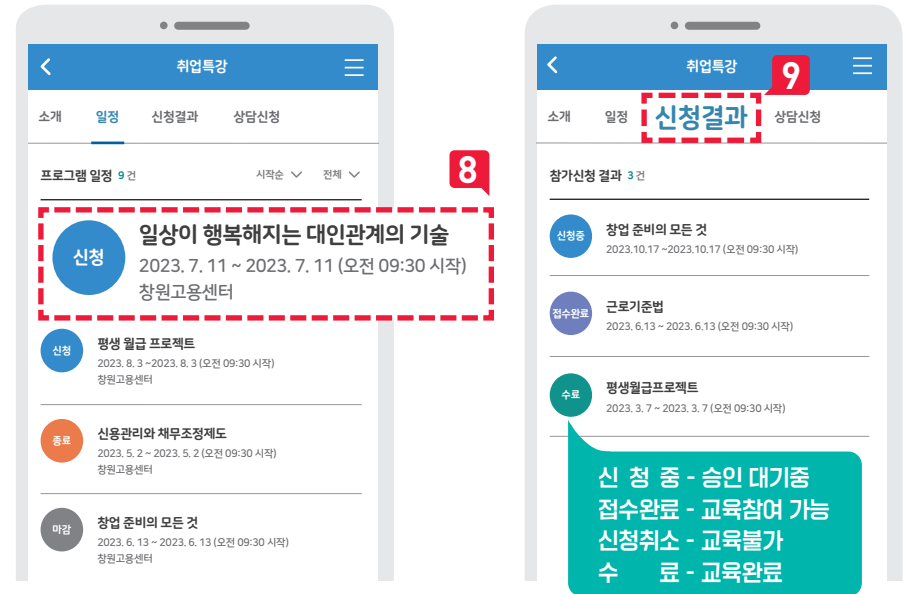 취업특강
소개 일정 신청결과 상담신청
프로그램 일정 9건 시작순 전체
8
신청
일상이 행복해지는 대인관계의 기술
2023. 7. 11 ~ 2023. 7. 11 (오전 09:30 시작)
창원고용센터
신청
평생 월급 프로젝트
2023. 8. 3 ~2023. 8. 3 (오전 09:30 시작)
창원고용센터
종료
신용관리와 채무조정제도
2023. 5. 2 ~ 2023. 5. 2 (오전 09:30 시작)
창원고용센터
마감
창업 준비의 모든 것
2023. 6. 13 ~ 2023. 6. 13 (오전 09:30 시작)
창원고용센터
취업특강
9
소개 일정 신청결과 상담신청
참가신청 결과 3건
신청중
창업 준비의 모든 것
2023.10.17 ~2023.10.17 (오전 09:30 시작)
접수완료
근로기준법
2023. 6.13 ~ 2023. 6.13 (오전 09:30 시작)
수료
평생월급프로젝트
2023. 3. 7 ~ 2023. 3. 7 (오전 09:30 시작)
신 청 중 - 승인 대기중
접수완료 - 교육참여 가능
신청취소 - 교육불가
수 료 - 교육완료